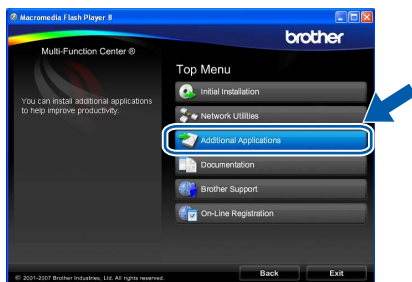 Macromedia Flash Player 8
brother
Multi-Function Center ®
Top Menu
You can install additional applications
to help improve productivity.
Initial Installation
Network Utilities
Additional Applications
Documentation
Brother Support
On-Line Registration
© 2001-2007 Brother Industries, Ltd. All rights reserved.
Back
Exit